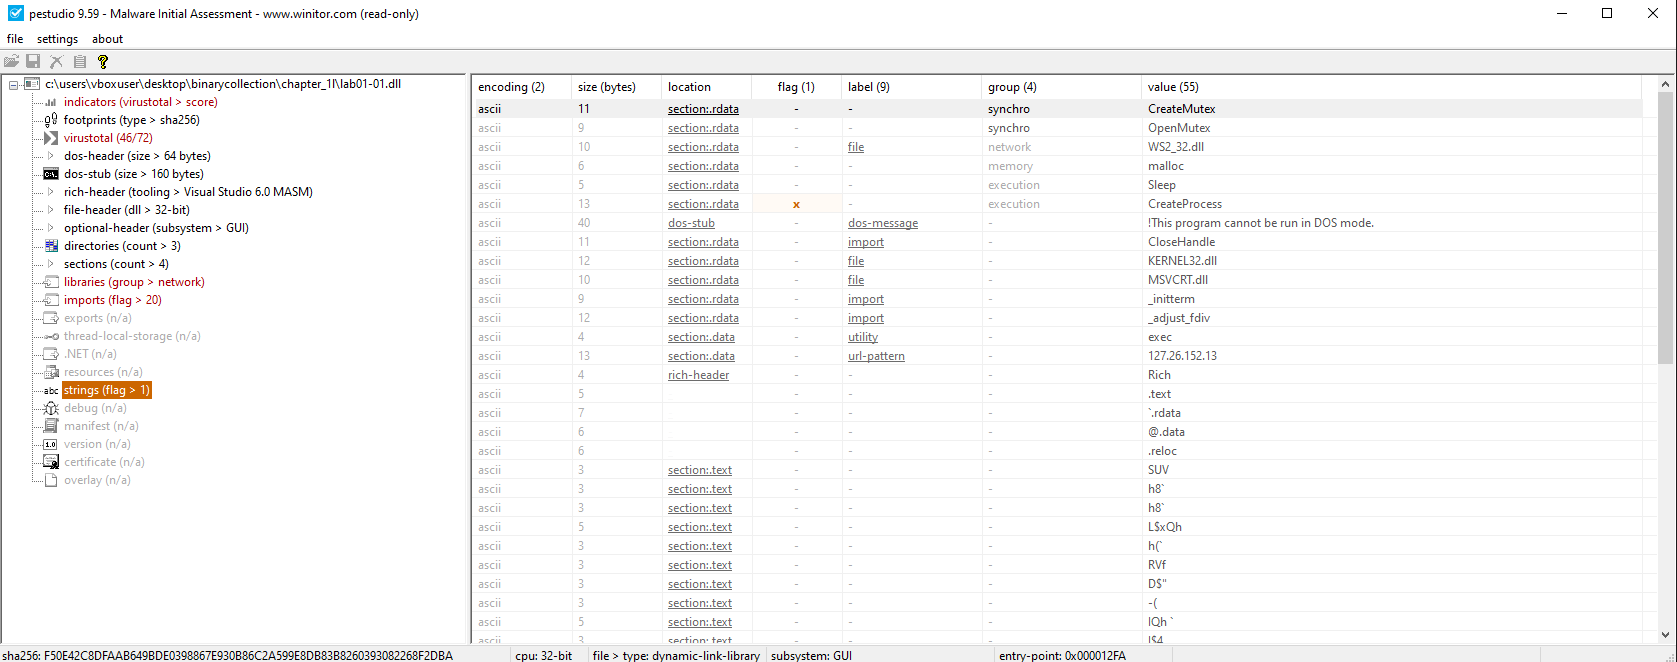 pestudio 9.59 - Malware Initial Assessment - www.winitor.com (read-only)
file settings about
c:\users\vboxuser\desktop\binarycollection\chapter_1l\lab01-01.dll
indicators (virustotal > score)
footprints (type > sha256)
virustotal (46/72)
dos-header (size > 64 bytes)
dos-stub (size > 160 bytes)
rich-header (tooling > Visual Studio 6.0 MASM)
file-header (dll > 32-bit)
optional-header (subsystem > GUI)
directories (count > 3)
sections (count > 4)
libraries (group > network)
imports (flag > 20)
exports (n/a)
thread-local-storage (n/a)
.NET (n/a)
resources (n/a)
abc strings (flag > 1)
debug (n/a)
manifest (n/a)
1.0 version (n/a)
certificate (n/a)
overlay (n/a)
encoding (2) size (bytes) location flag (1) label (9) group (4) value (55)
ascii 11 section:.rdata - - synchro CreateMutex
ascii 9 section:.rdata - - synchro OpenMutex
ascii 10 section:.rdata - file network WS2_32.dll
ascii 6 section:.rdata - - memory malloc
ascii 5 section:.rdata - - execution Sleep
ascii 13 section:.rdata x - execution CreateProcess
ascii 40 dos-stub - dos-message - !This program cannot be run in DOS mode.
ascii 11 section:.rdata - import - CloseHandle
ascii 12 section:.rdata - file - KERNEL32.dll
ascii 10 section:.rdata - file - MSVCRT.dll
ascii 9 section:.rdata - import - _initterm
ascii 12 section:.rdata - import - _adjust_fdiv
ascii 4 section:.data - utility - exec
ascii 13 section:.data - url-pattern - 127.26.152.13
ascii 4 rich-header - - - Rich
ascii 5 - - - .text
ascii 7 - - - `.rdata
ascii 6 - - - @.data
ascii 6 - - - .reloc
ascii 3 section:.text - - - SUV
ascii 3 section:.text - - - h8`
ascii 3 section:.text - - - h8`
ascii 5 section:.text - - - L$xQh
ascii 3 section:.text - - - h(`
ascii 3 section:.text - - - RVf
ascii 3 section:.text - - - D$"
ascii 3 section:.text - - - -(
ascii 5 section:.text - - - IQh `
ascii 3 section:.text - - - I$4
sha256: F50E42C8DFAAB649BDE0398867E930B86C2A599E8DB83B8260393082268F2DBA cpu: 32-bit file > type: dynamic-link-library subsystem: GUI entry-point: 0x000012FA